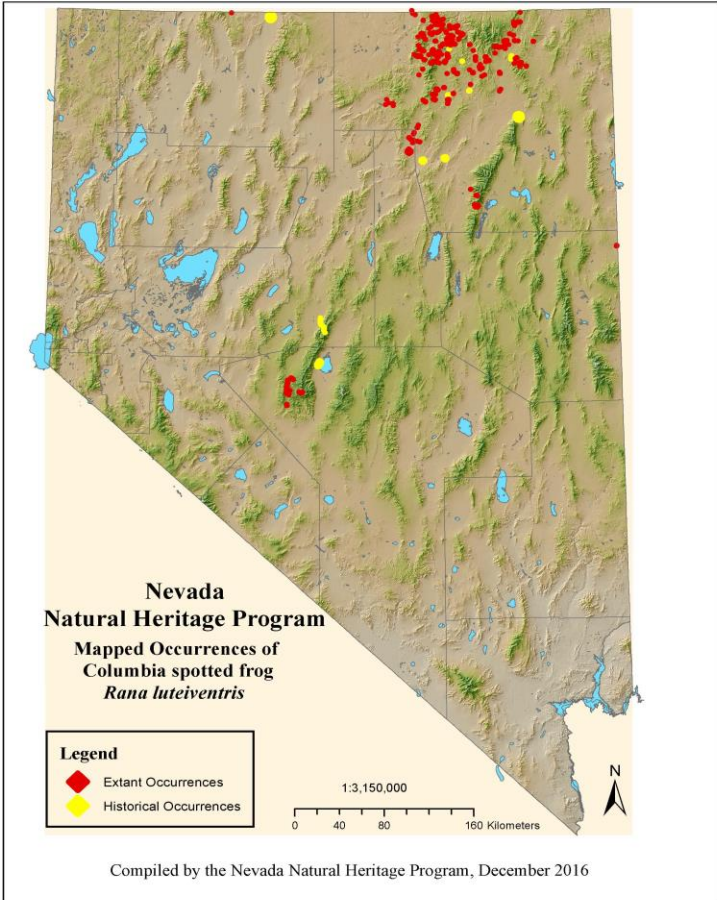 Nevada
Natural Heritage Program
Mapped Occurrences of
Columbia spotted frog
Rana luteiventris
Legend
Extant Occurrences
Historical Occurrences
1:3,150,000
0 40 80 160 Kilometers
N
Compiled by the Nevada Natural Heritage Program, December 2016